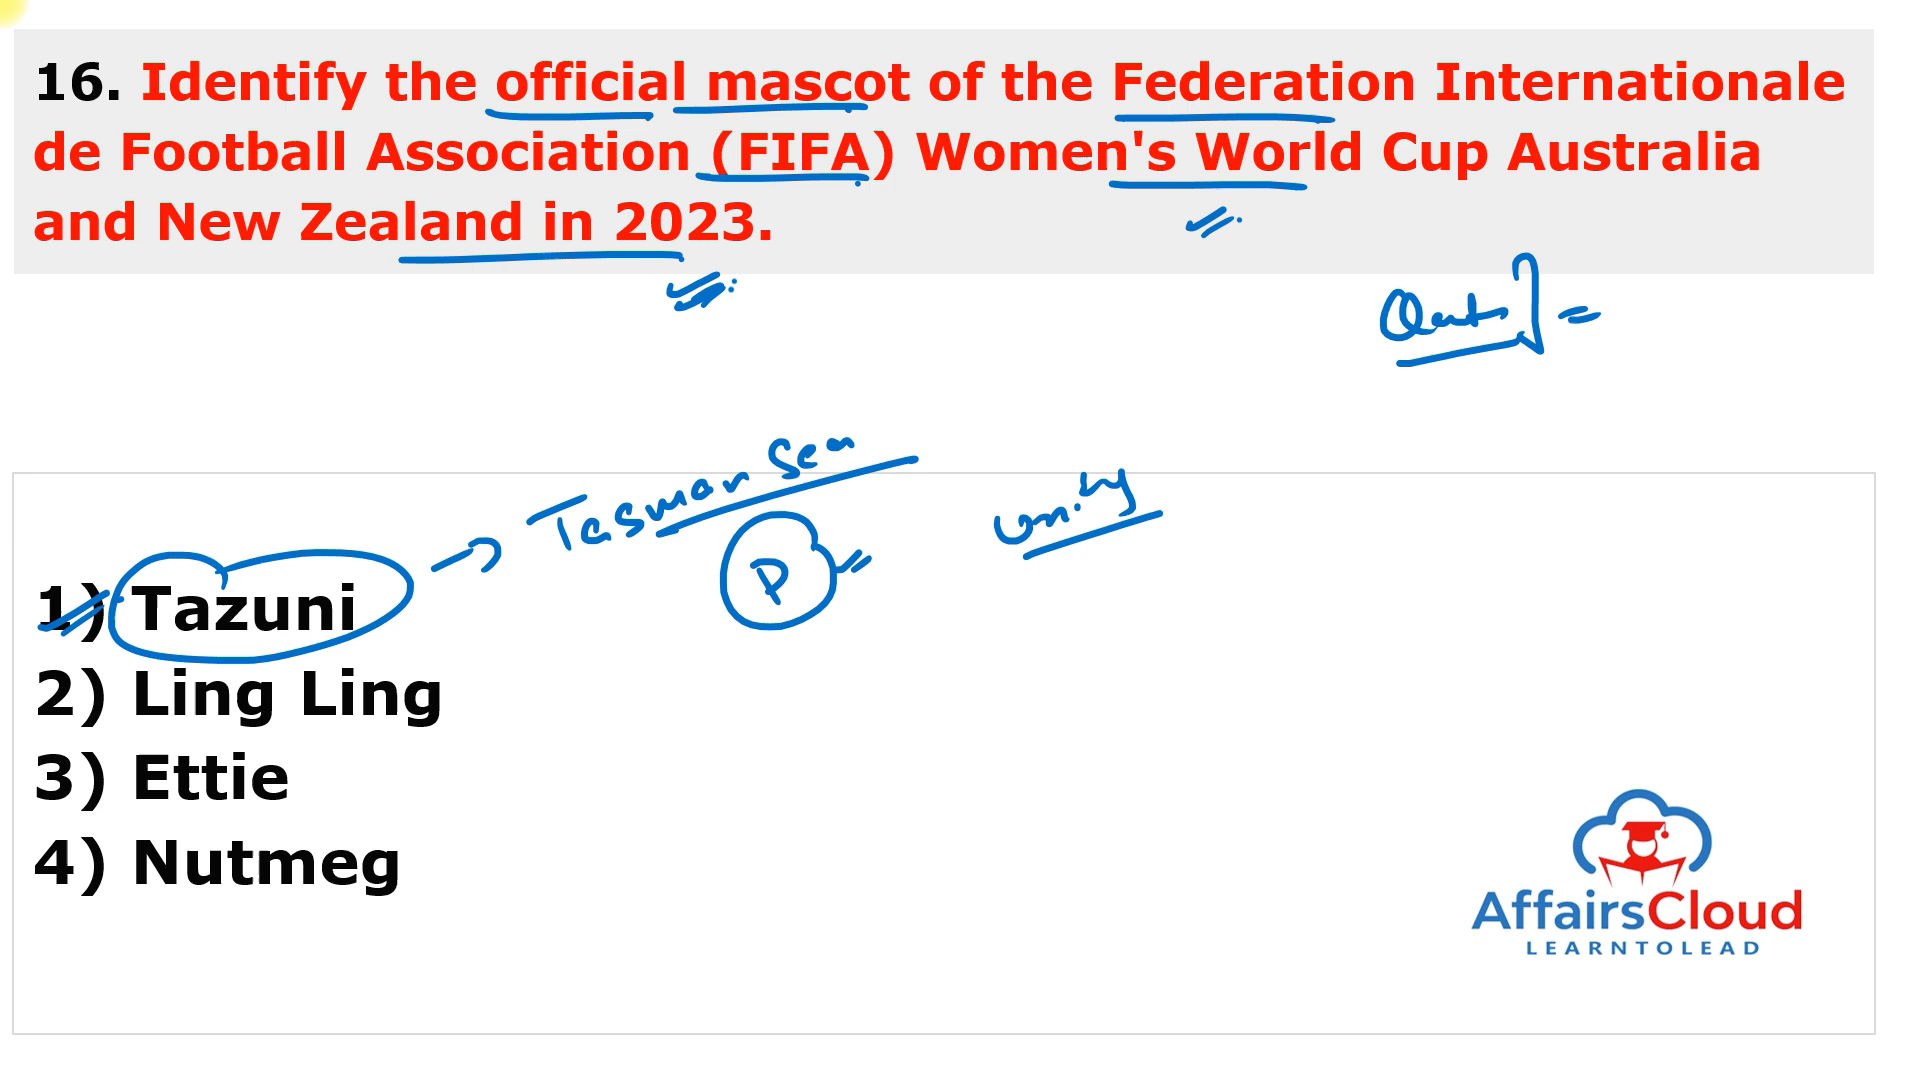 16. Identify the official mascot of the Federation Internationale
de Football Association (FIFA) Women's World Cup Australia
and New Zealand in 2023.
Tasman Sea
unity
P
1) Tazuni
2) Ling Ling
3) Ettie
4) Nutmeg
AffairsCloud
LEARNTOLEAD